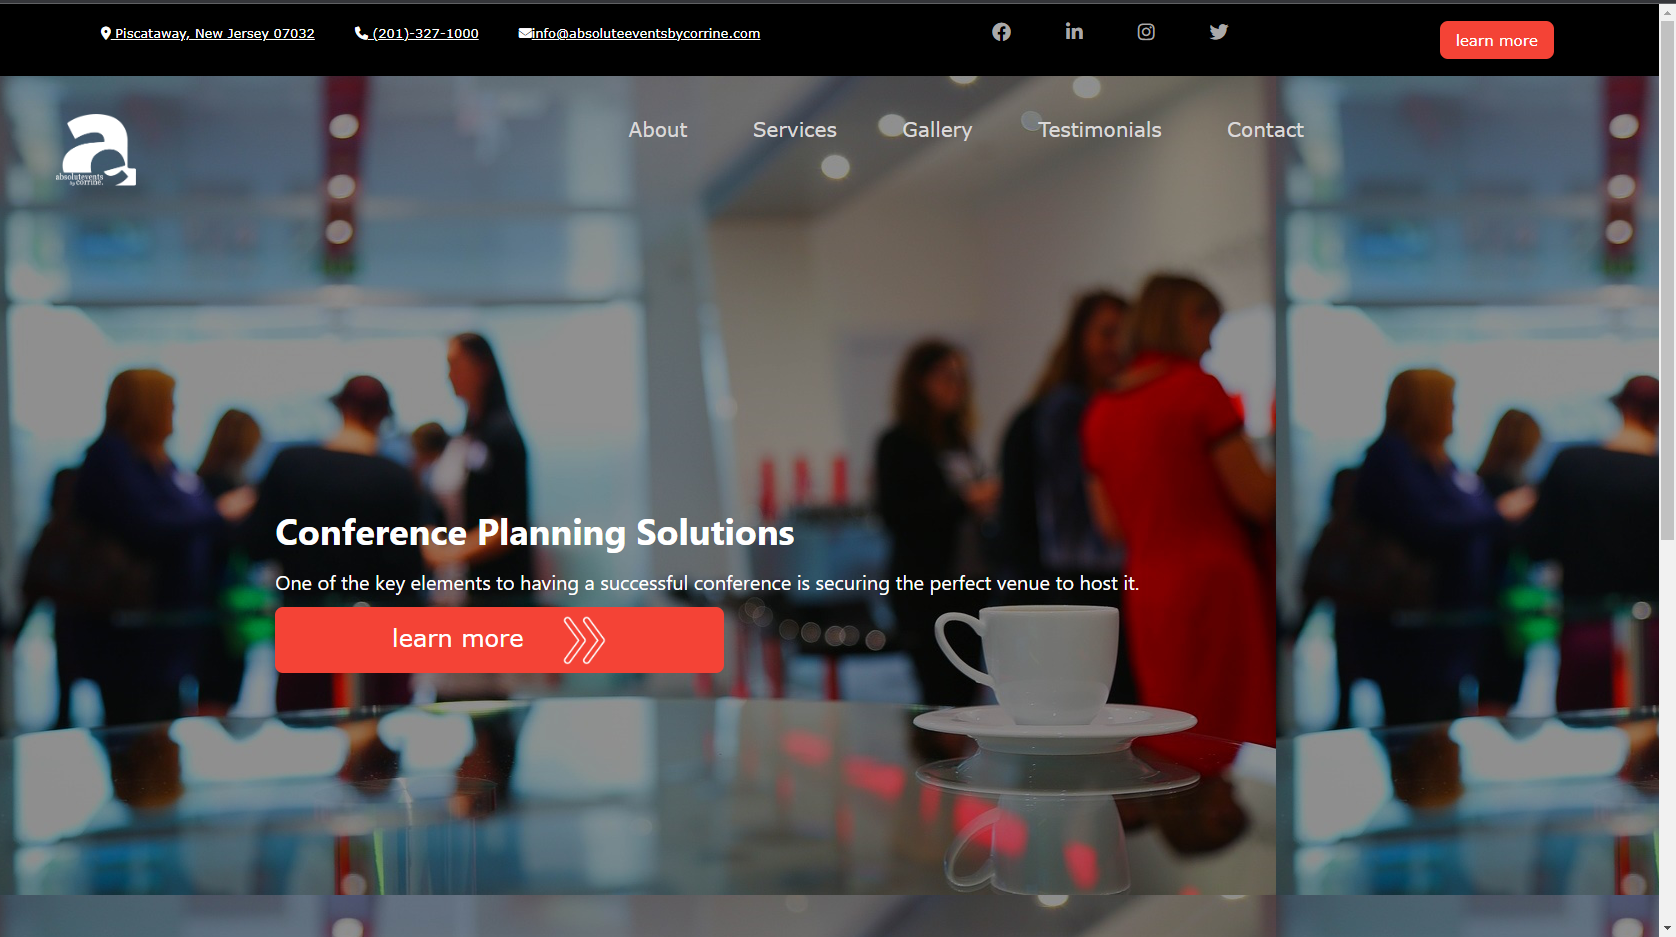 Piscataway, New Jersey 07032
(201)-327-1000
info@absoluteeventsbycorrine.com
learn more
About
Services
Gallery
Testimonials
Contact
a
absolutevents
by corrine.
Conference Planning Solutions
One of the key elements to having a successful conference is securing the perfect venue to host it.
learn more